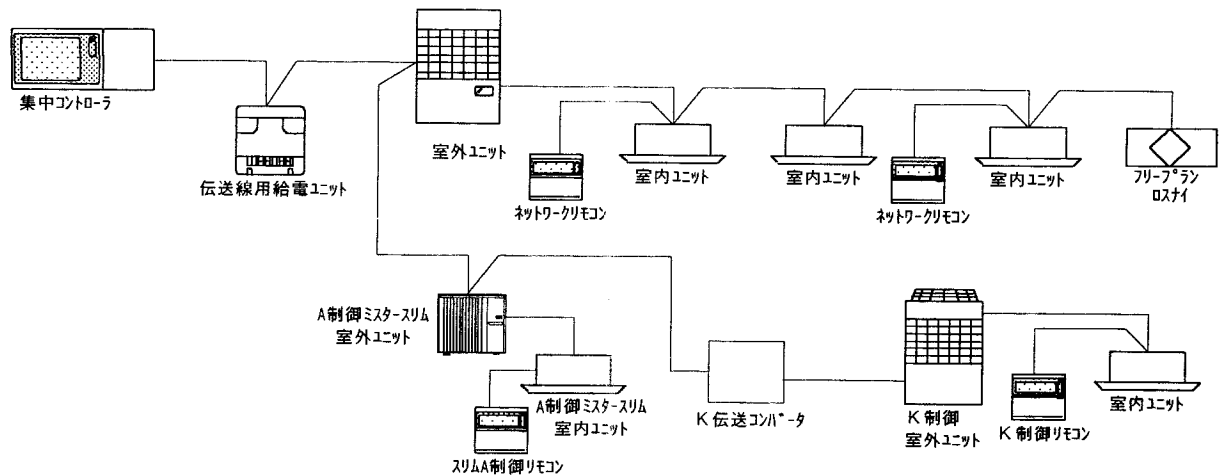 集中コントローラ
伝送線用給電ユニット
室外ユニット
ネットワークリモコン
室内ユニット
室内ユニット
ネットワークリモコン
室内ユニット
フリープラン
ロスナイ
A制御ミスタースリム
室外ユニット
A制御ミスタースリム
室内ユニット
スリムA制御リモコン
K伝送コンバータ
K制御
室外ユニット
K制御リモコン
室内ユニット